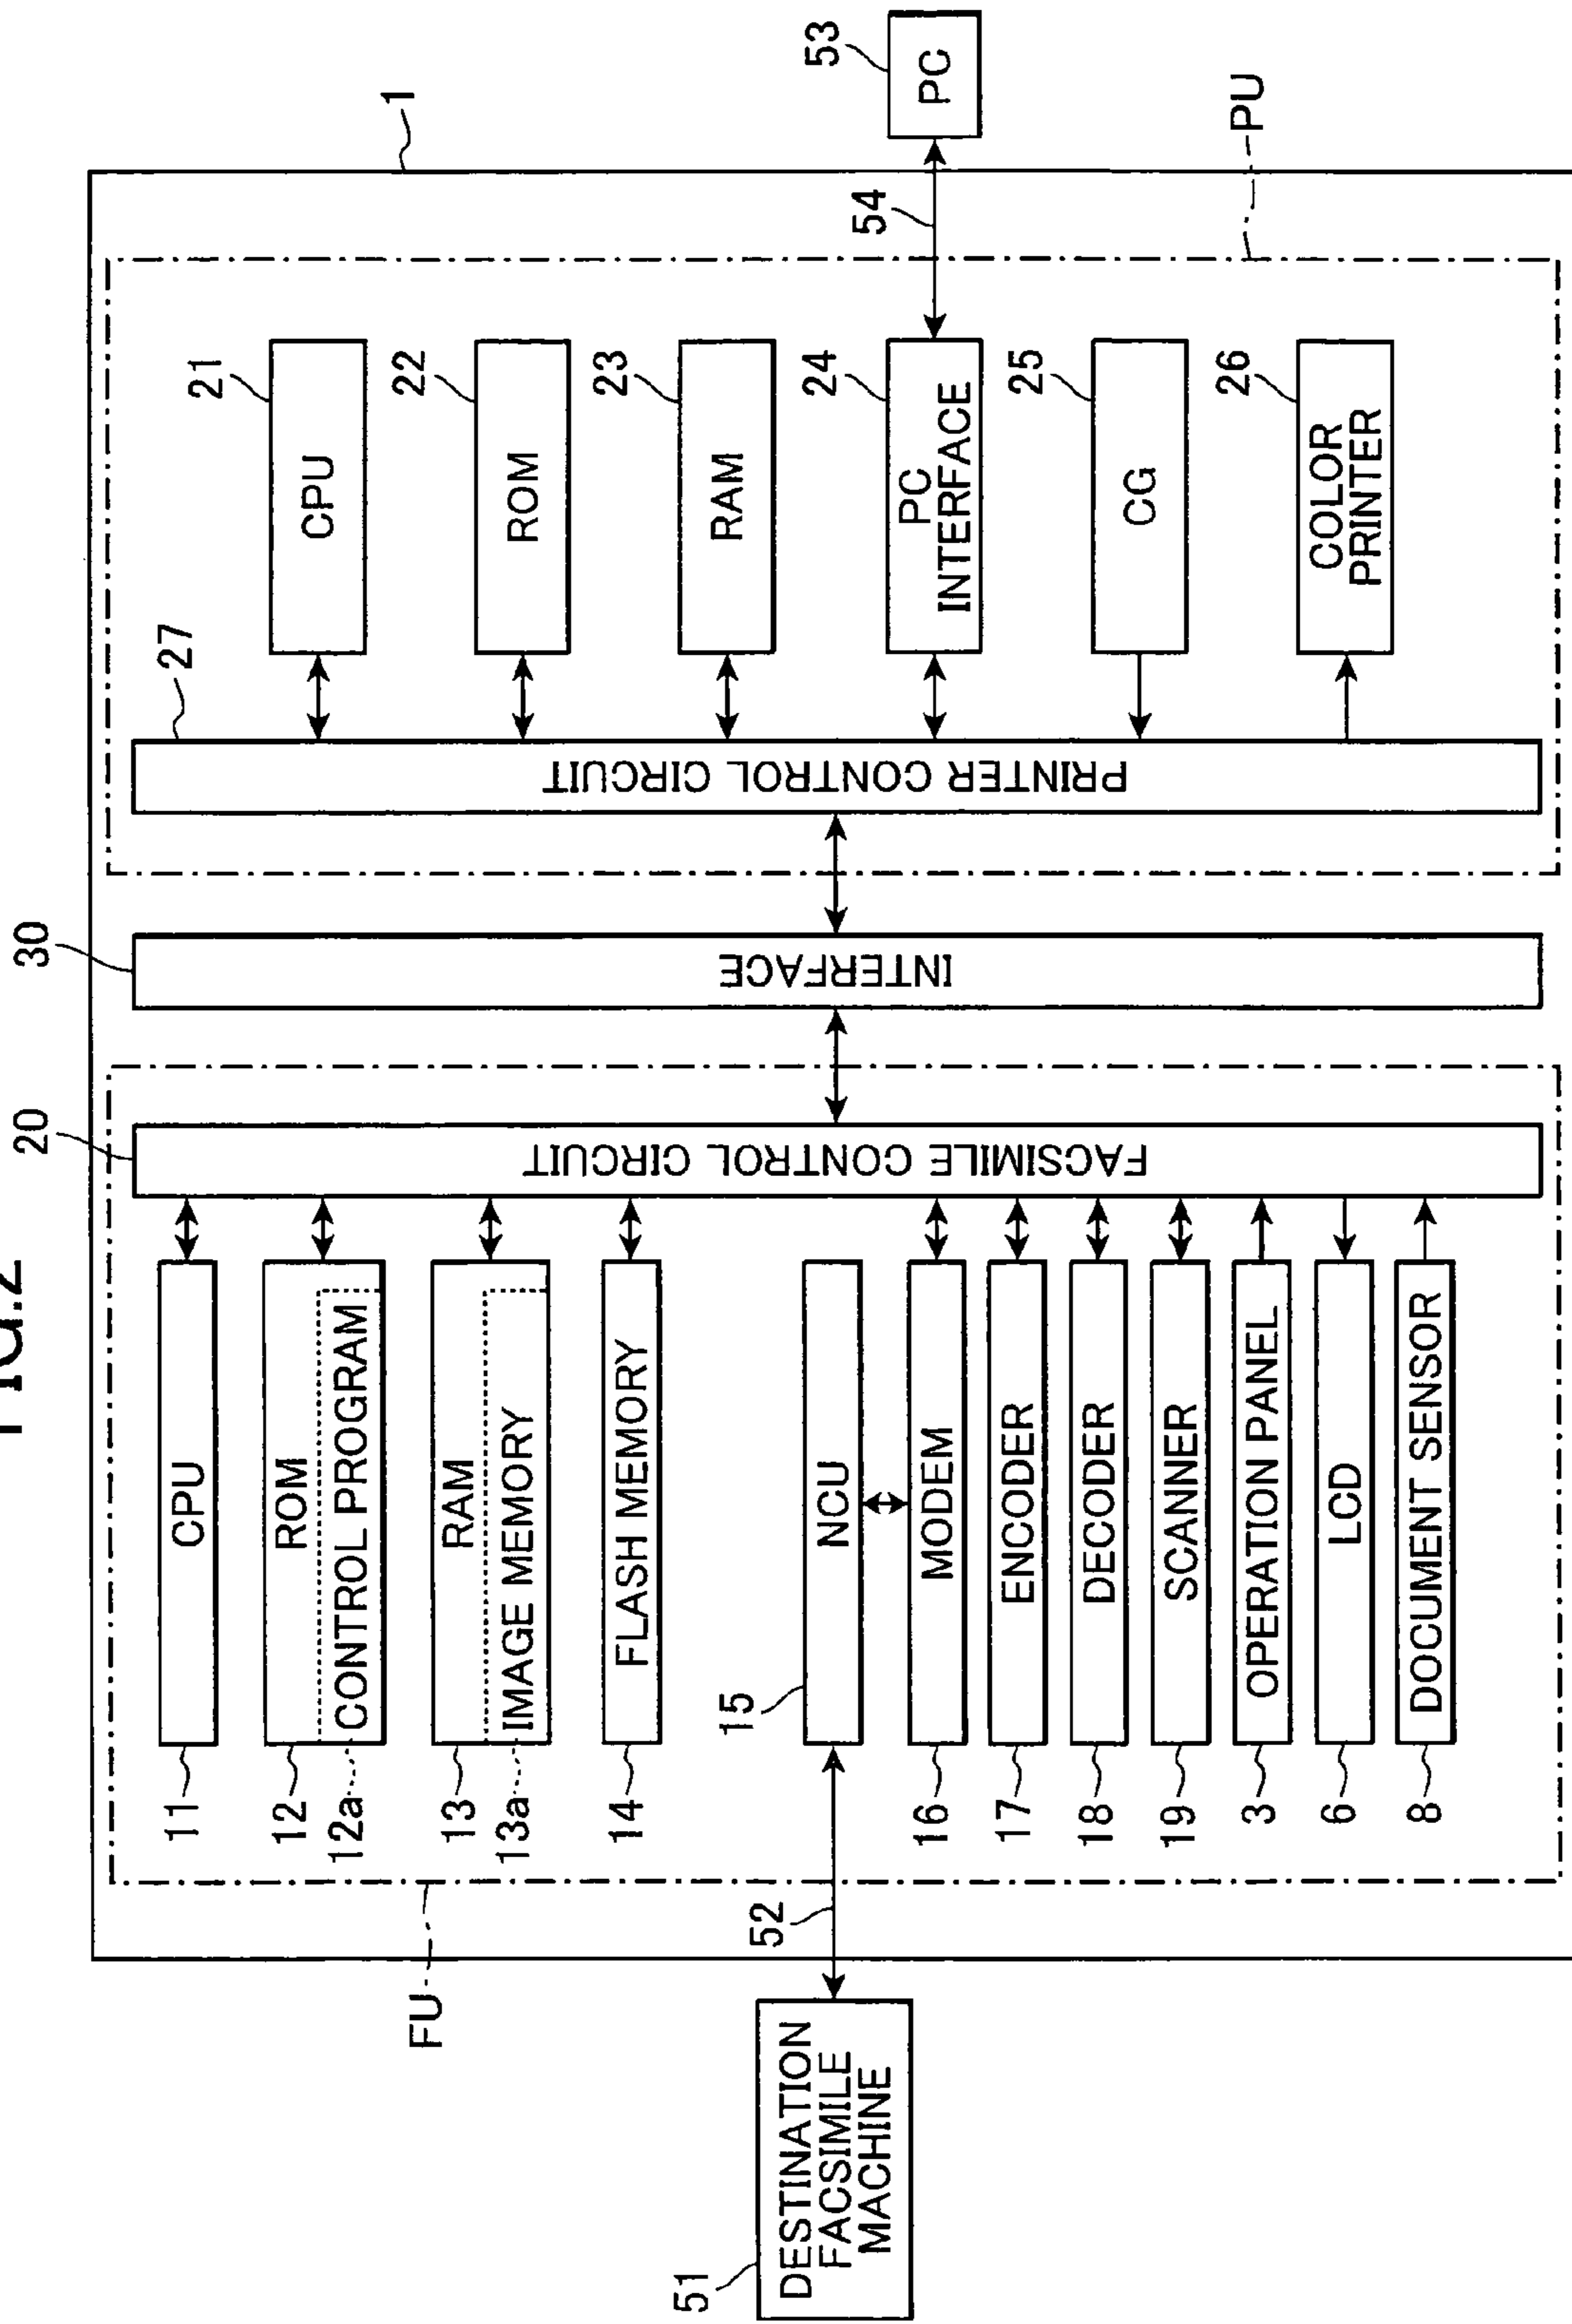 FIG.2
1
FU
PU
20
30
27
11
CPU
12
ROM
12a
CONTROL PROGRAM
13
RAM
13a
IMAGE MEMORY
14
FLASH MEMORY
15
NCU
16
MODEM
17
ENCODER
18
DECODER
19
SCANNER
3
OPERATION PANEL
6
LCD
8
DOCUMENT SENSOR
FACSIMILE CONTROL CIRCUIT
INTERFACE
PRINTER CONTROL CIRCUIT
21
CPU
22
ROM
23
RAM
24
PC
INTERFACE
25
CG
26
COLOR
PRINTER
51
DESTINATION
FACSIMILE
MACHINE
52
54
53
PC